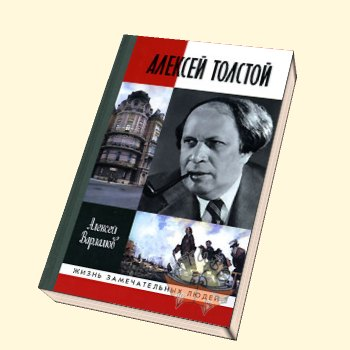 АЛЕКСЕЙ ТОЛСТОЙ
Алексей
Варламов
ЖИЗНЬ ЗАМЕЧАТЕЛЬНЫХ ЛЮДЕЙ